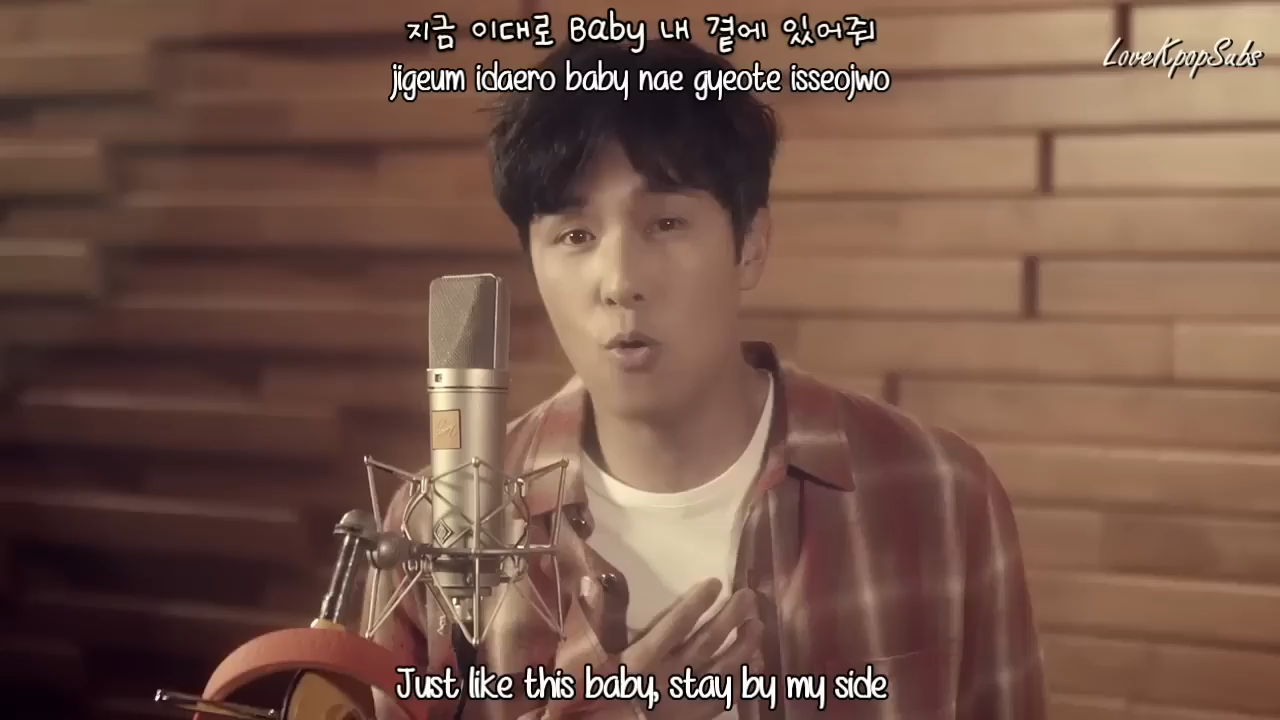 지금 이대로 Baby 내 곁에 있어줘
jigeum idaero baby nae gyeote isseojwo
LoveKpopSubs
Just like this baby, stay by my side